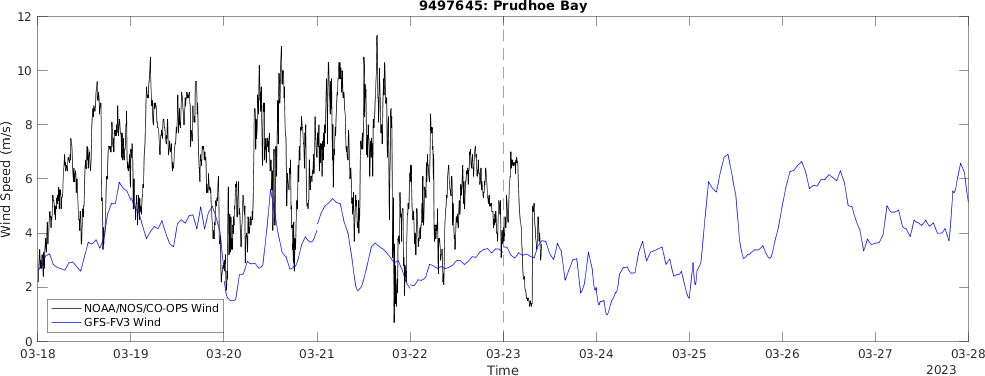 9497645: Prudhoe Bay
Wind Speed (m/s)
12
10
8
6
4
2
0
NOAA/NOS/CO-OPS Wind
GFS-FV3 Wind
03-18 03-19 03-20 03-21 03-22 03-23 03-24 03-25 03-26 03-27 03-28
Time
2023